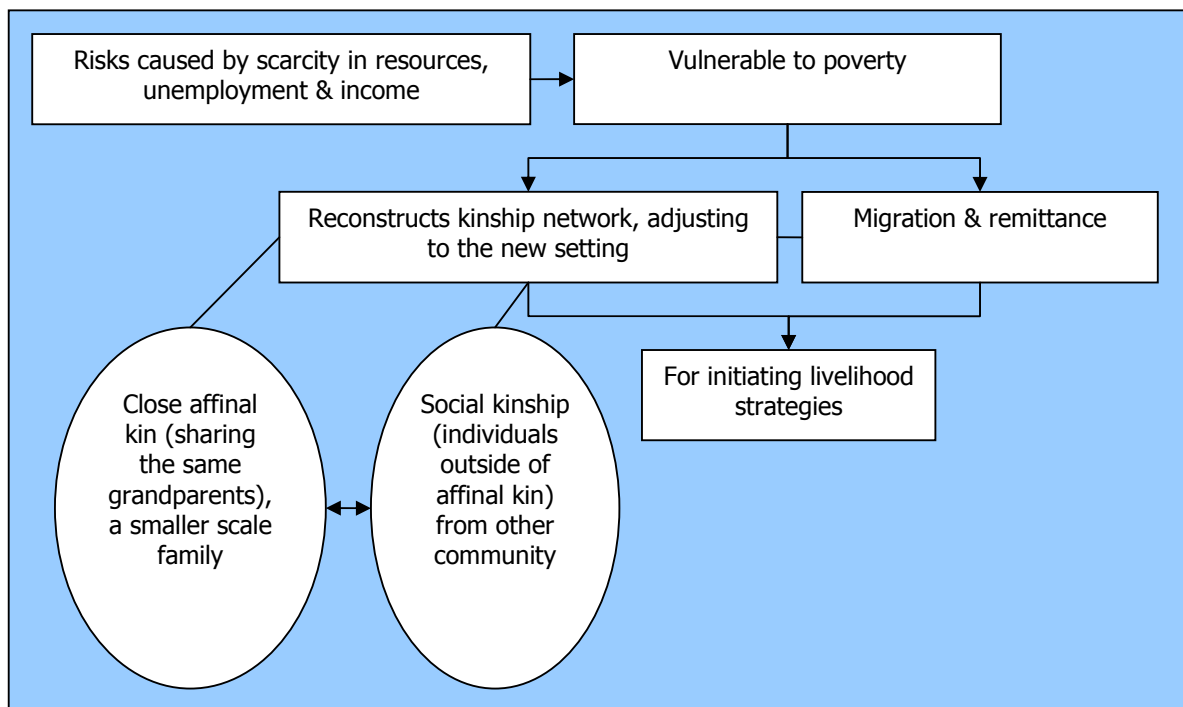 Risks caused by scarcity in resources,
unemployment & income
Vulnerable to poverty
Reconstructs kinship network, adjusting
to the new setting
Migration & remittance
For initiating livelihood
strategies
Close affinal
kin (sharing
the same
grandparents),
a smaller scale
family
Social kinship
(individuals
outside of
affinal kin)
from other
community